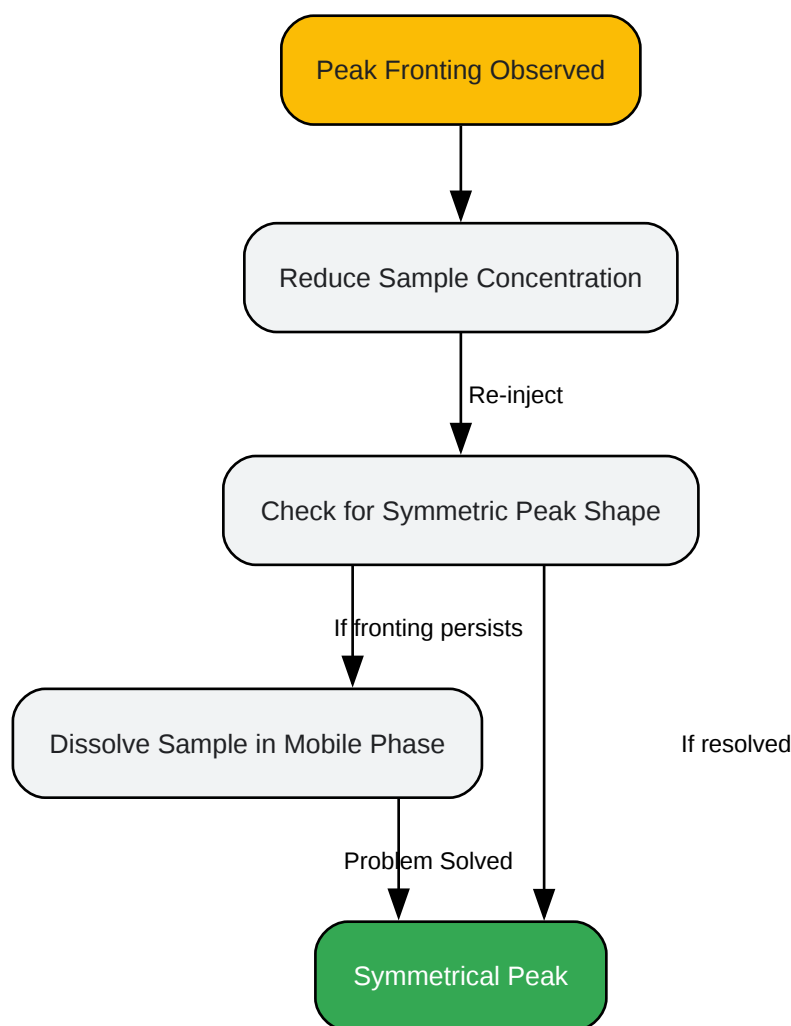 Peak Fronting Observed
Reduce Sample Concentration
Re-inject
Check for Symmetric Peak Shape
If fronting persists
Dissolve Sample in Mobile Phase
If resolved
Problem Solved
Symmetrical Peak